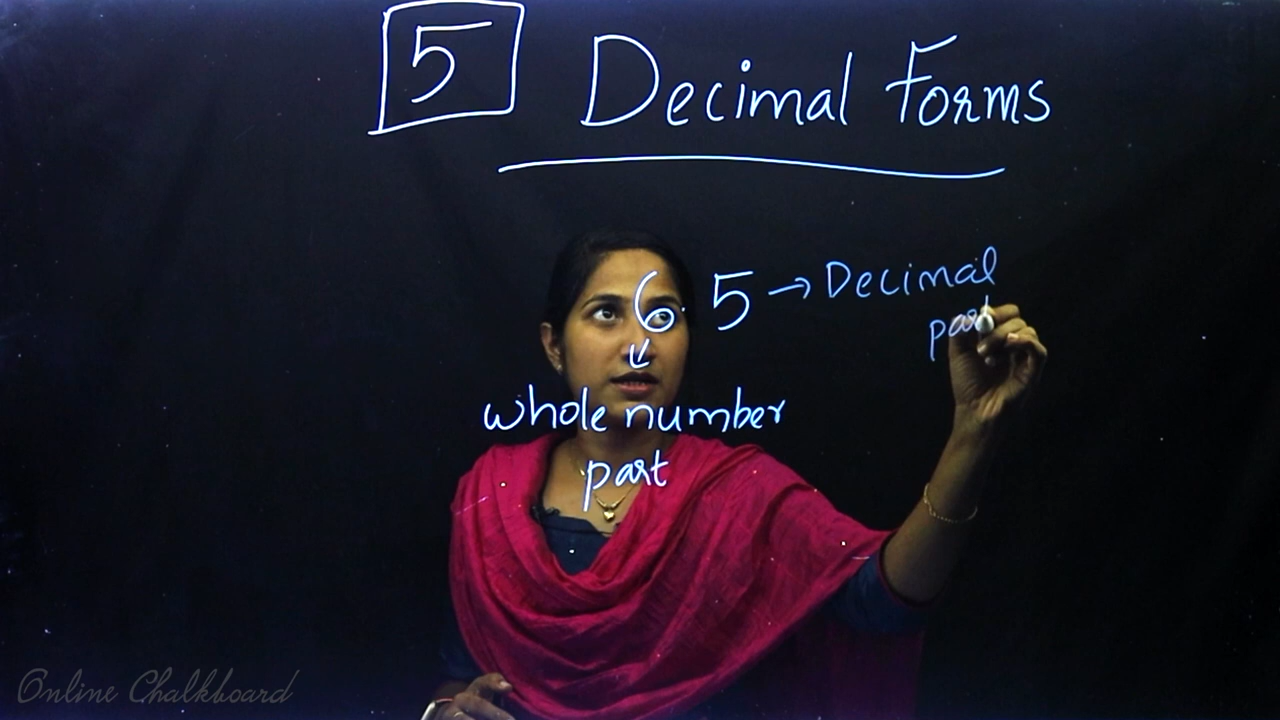 5 Decimal Forms
6.5 → Decimal
part
↓
whole number
part
Online Chalkboard